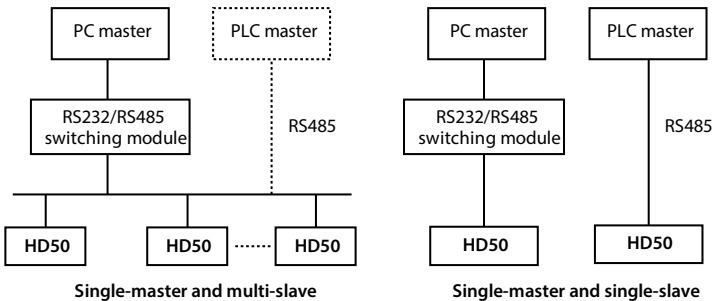 PC master
PLC master
PC master
PLC master
RS232/RS485
switching module
RS485
RS232/RS485
switching module
RS485
HD50
HD50
HD50
HD50
HD50
Single-master and multi-slave
Single-master and single-slave